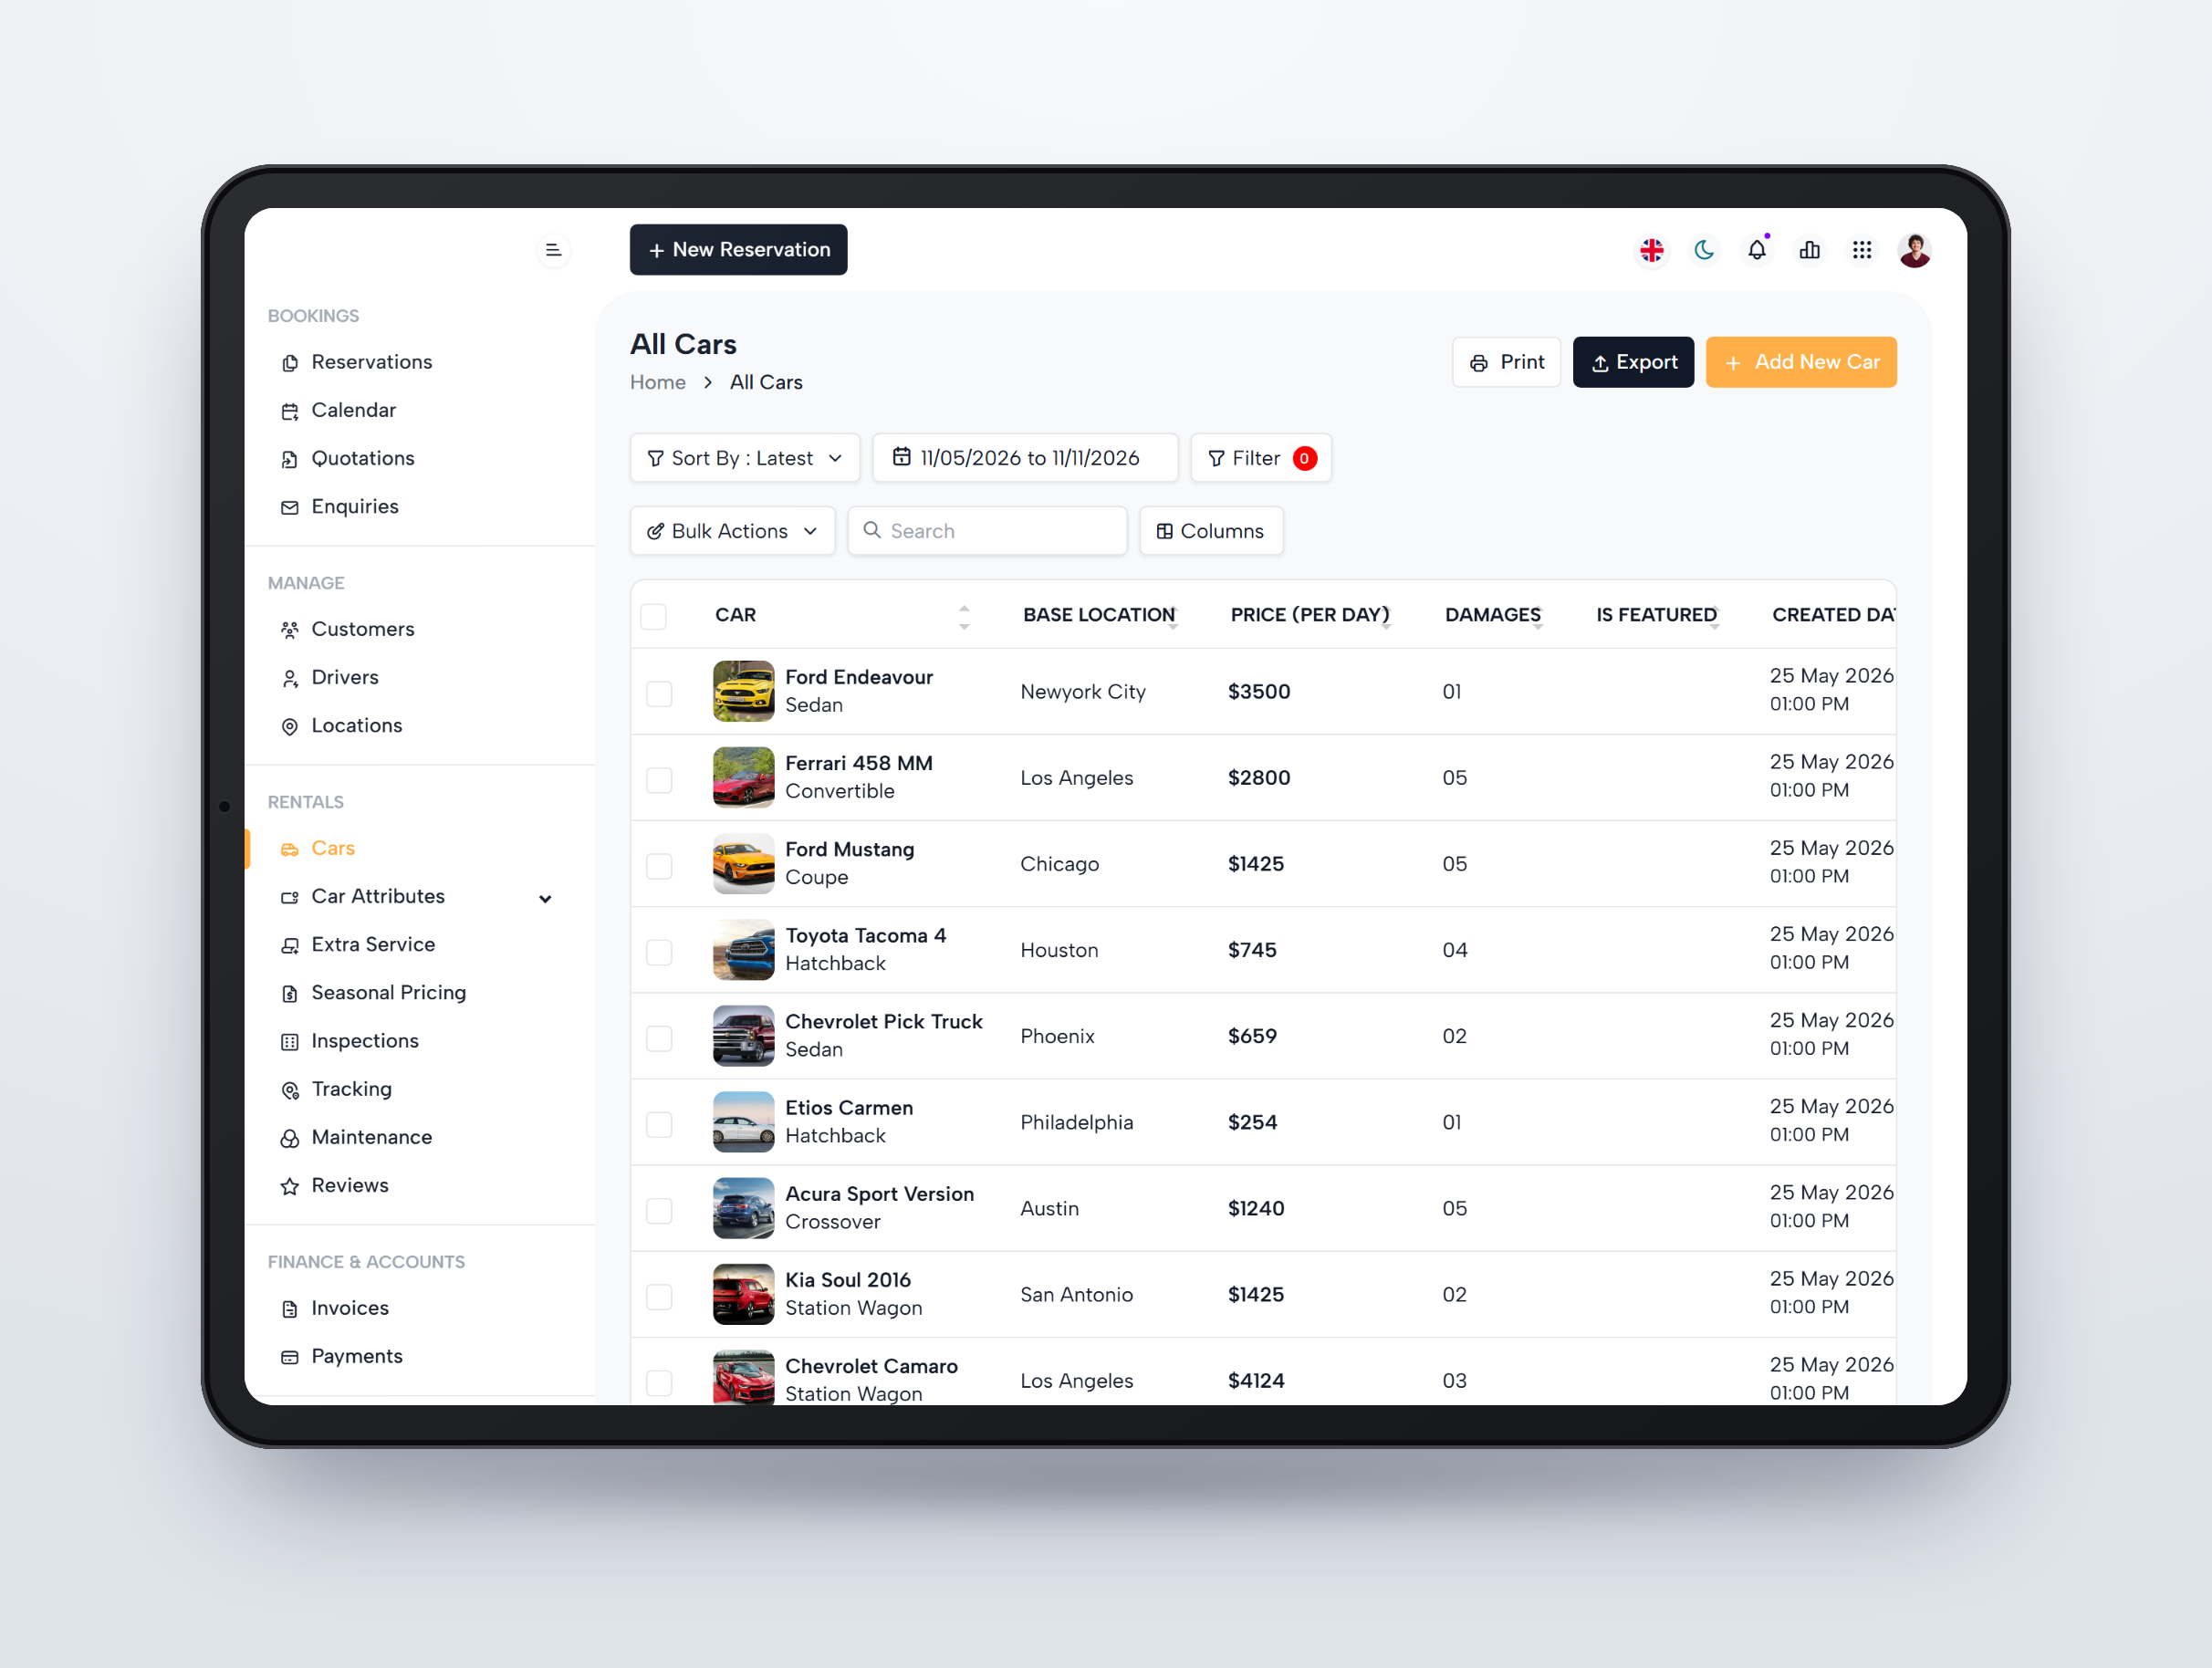 New Reservation
BOOKINGS
Reservations
Calendar
Quotations
Enquiries
MANAGE
Customers
Drivers
Locations
RENTALS
Cars
Car Attributes
Extra Service
Seasonal Pricing
Inspections
Tracking
Maintenance
Reviews
FINANCE & ACCOUNTS
Invoices
Payments
All Cars
Home > All Cars
Print
Export
+ Add New Car
Sort By : Latest
11/05/2026 to 11/11/2026
Filter 0
Bulk Actions
Search
Columns
CAR BASE LOCATION PRICE (PER DAY) DAMAGES IS FEATURED CREATED DA
Ford Endeavour
Sedan
Newyork City $3500 01
25 May 2026
01:00 PM
Ferrari 458 MM
Convertible
Los Angeles $2800 05
25 May 2026
01:00 PM
Ford Mustang
Coupe
Chicago $1425 05
25 May 2026
01:00 PM
Toyota Tacoma 4
Hatchback
Houston $745 04
25 May 2026
01:00 PM
Chevrolet Pick Truck
Sedan
Phoenix $659 02
25 May 2026
01:00 PM
Etios Carmen
Hatchback
Philadelphia $254 01
25 May 2026
01:00 PM
Acura Sport Version
Crossover
Austin $1240 05
25 May 2026
01:00 PM
Kia Soul 2016
Station Wagon
San Antonio $1425 02
25 May 2026
01:00 PM
Chevrolet Camaro
Station Wagon
Los Angeles $4124 03
25 May 2026
01:00 PM